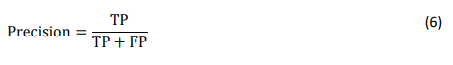 Precision = TP / (TP + FP) (6)